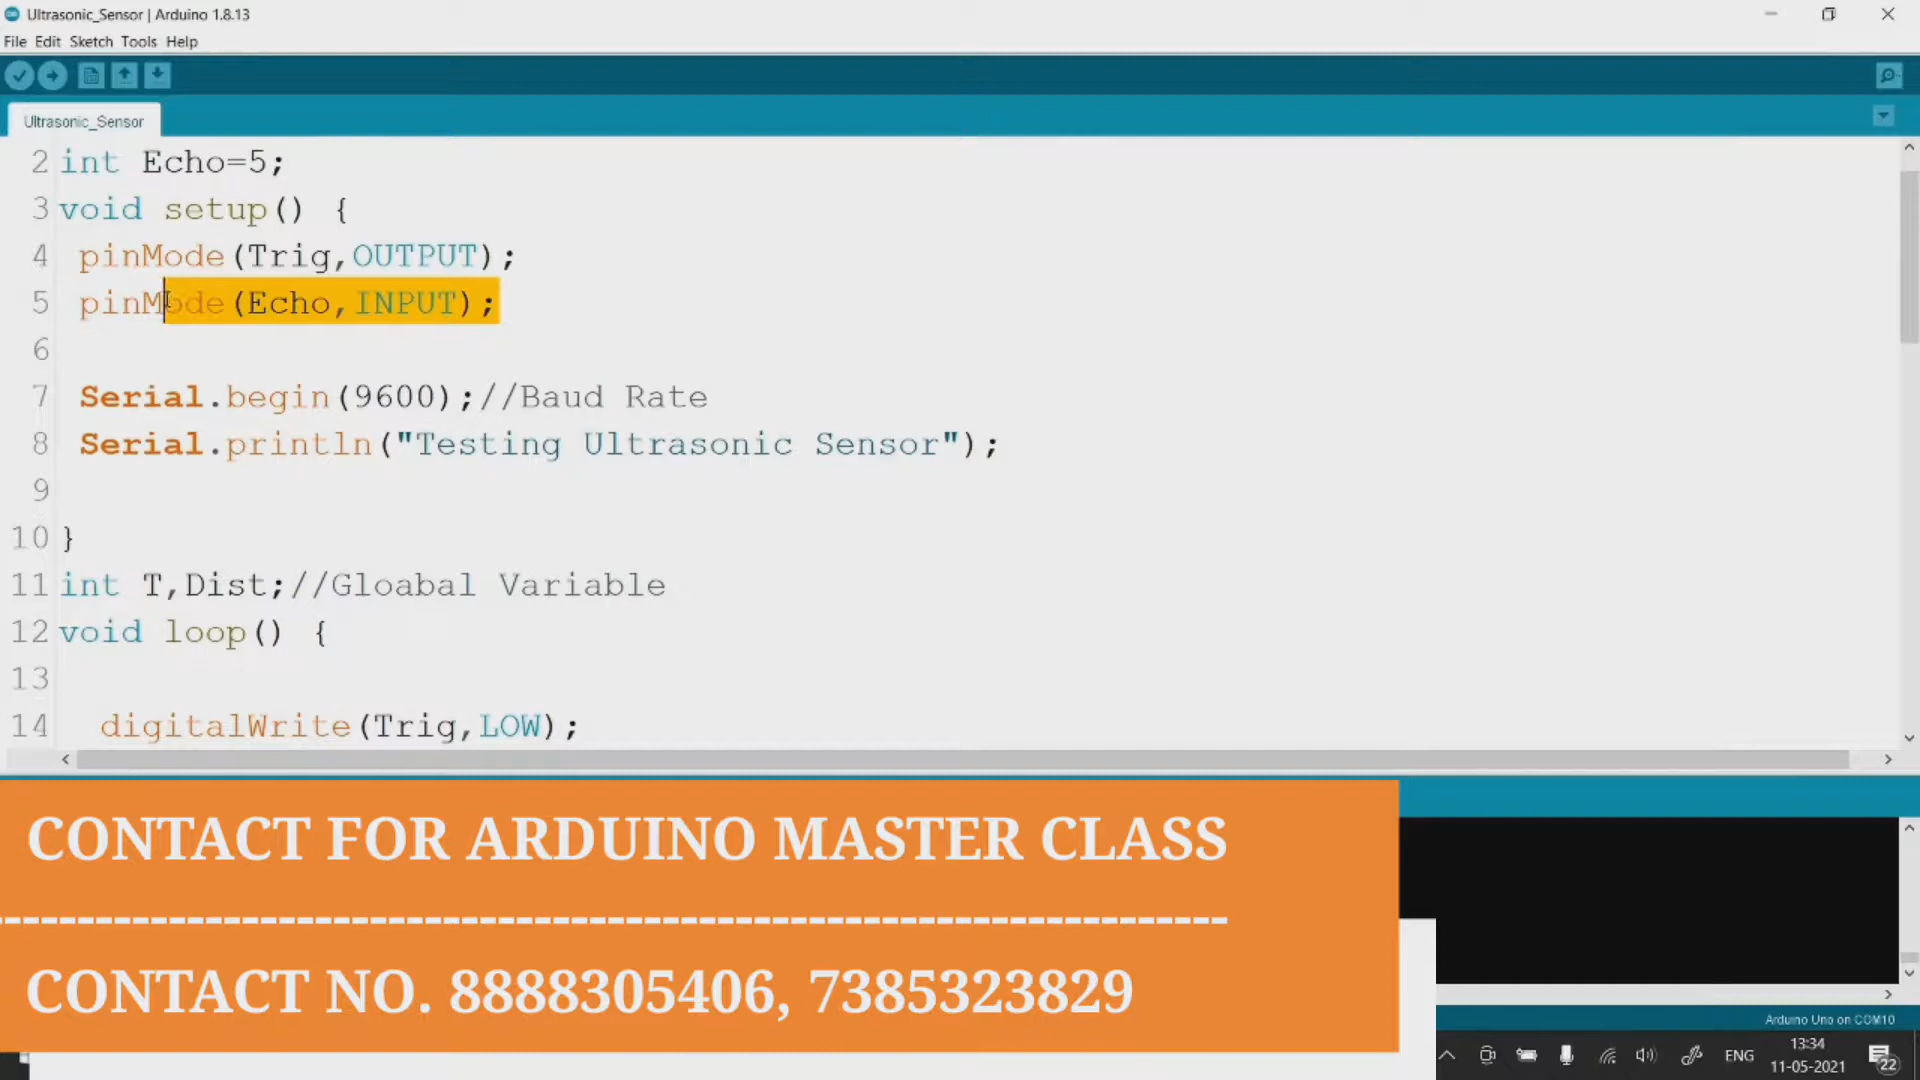 Ultrasonic_Sensor | Arduino 1.8.13
File Edit Sketch Tools Help
Ultrasonic_Sensor
2 int Echo=5;
3 void setup() {
4 pinMode(Trig,OUTPUT);
5 pinMode(Echo,INPUT);
6
7 Serial.begin(9600);//Baud Rate
8 Serial.println("Testing Ultrasonic Sensor");
9
10 }
11 int T,Dist;//Gloabal Variable
12 void loop() {
13
14 digitalWrite(Trig,LOW);
CONTACT FOR ARDUINO MASTER CLASS
CONTACT NO. 8888305406, 7385323829
Arduino Uno on COM10
ENG
13:34
11-05-2021
22